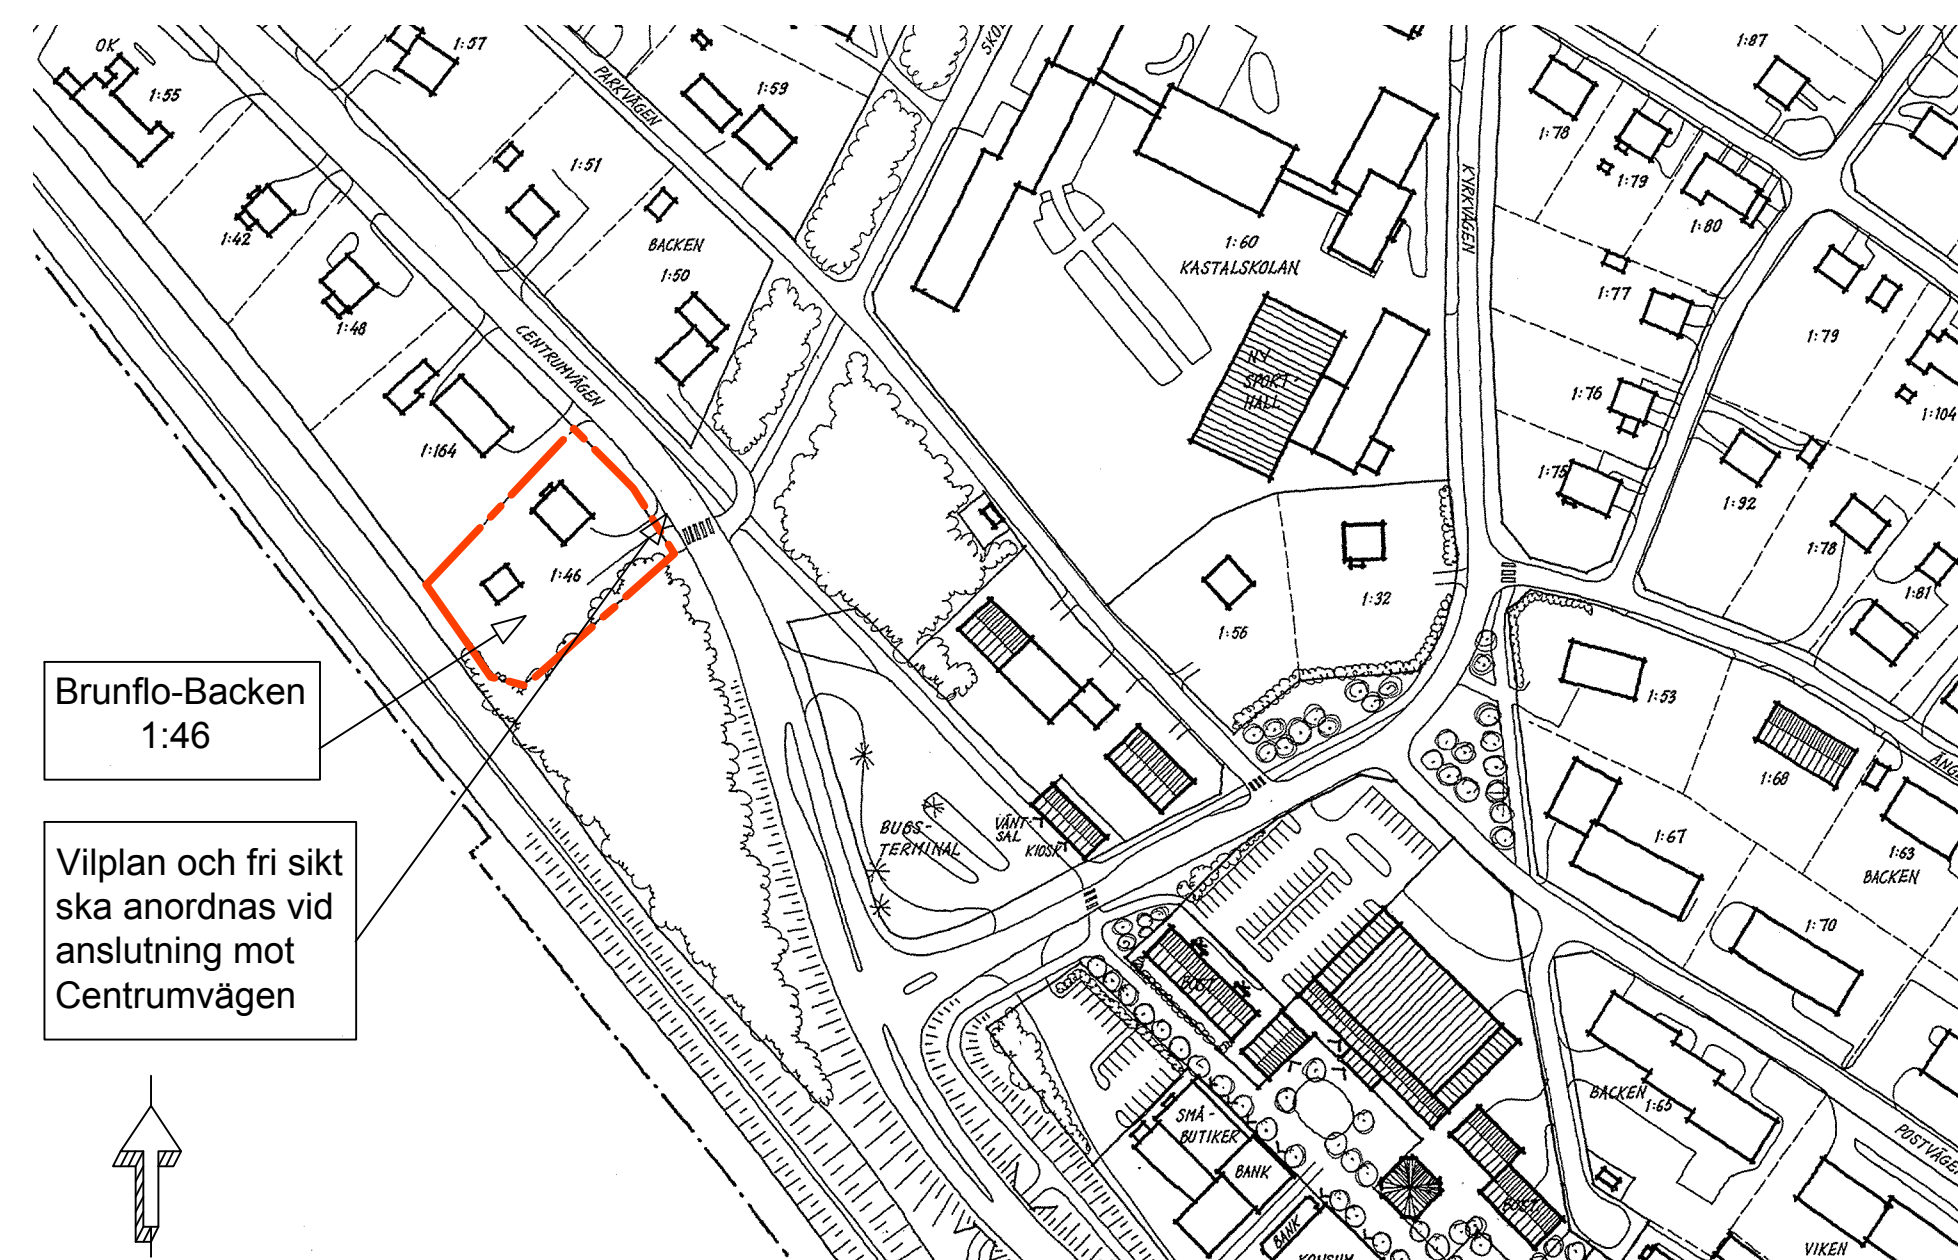 OK
1:57
1:55
PARKVÄGEN
1:59
1:87
1:78
1:79
1:80
KYRKVÄGEN
1:51
1:42
BACKEN
1:50
1:60
KASTALSKOLAN
1:77
1:79
1:48
CENTRUMVÄGEN
NY
SPORT-
HALL
1:76
1:104
1:164
1:75
1:92
1:78
1:46
1:32
1:81
1:56
Brunflo-Backen
1:46
1:53
1:68
BUSS-
TERMINAL
VÄNT-
SAL
KIOSK
1:67
1:63
BACKEN
Vilplan och fri sikt
ska anordnas vid
anslutning mot
Centrumvägen
1:70
BACKEN
1:65
SMÅ-
BUTIKER
BANK
BANK
KONSUM
VIKEN